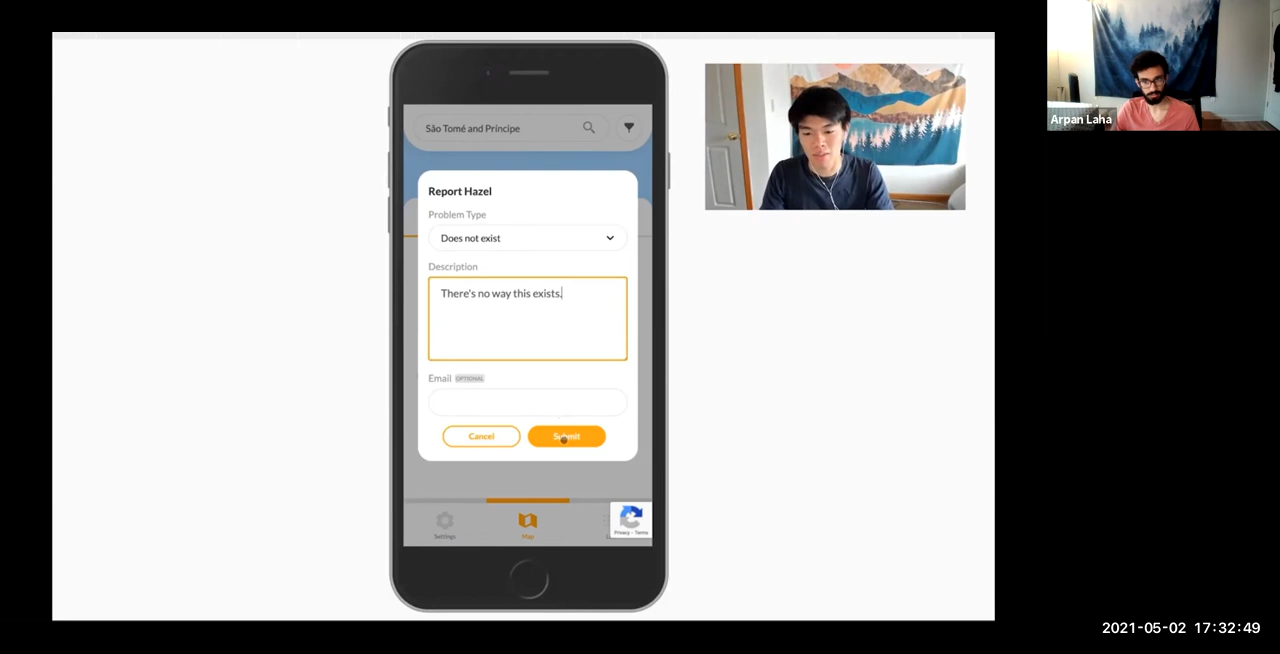 São Tomé and Príncipe
Report Hazel
Problem Type
Does not exist
Description
There's no way this exists.
Email OPTIONAL
Cancel
Submit
Settings
Map
Privacy - Terms
Arpan Laha
2021-05-02 17:32:49